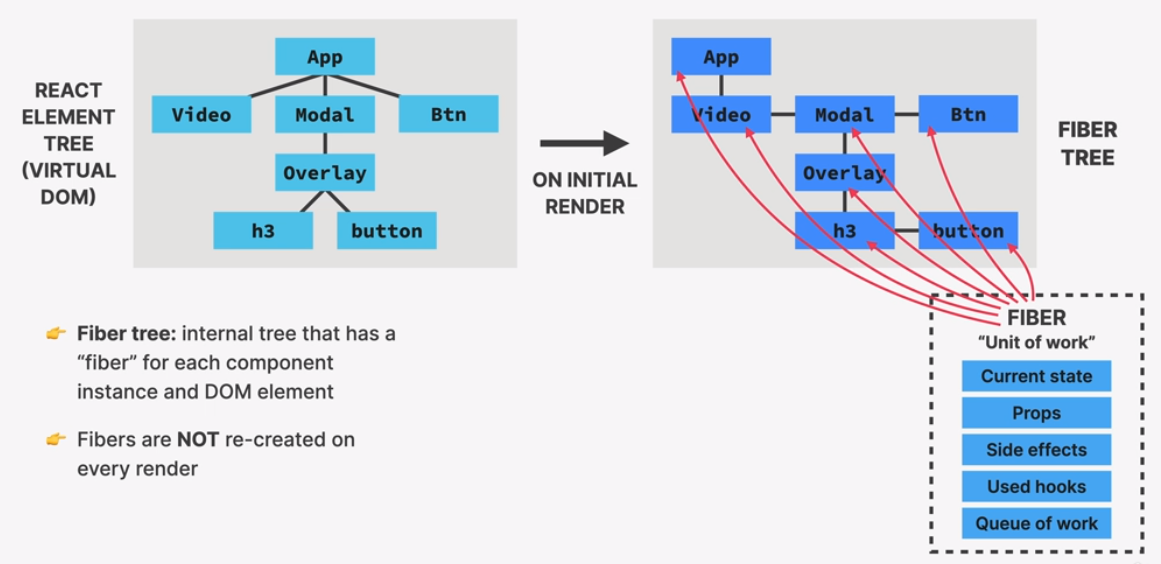 REACT
ELEMENT
TREE
(VIRTUAL
DOM)
App
Video
Modal
Btn
Overlay
h3
button
ON INITIAL
RENDER
App
Video
Modal
Btn
Overlay
h3
button
FIBER
TREE
👉 Fiber tree: internal tree that has a
“fiber” for each component
instance and DOM element
👉 Fibers are NOT re-created on
every render
FIBER
“Unit of work”
Current state
Props
Side effects
Used hooks
Queue of work